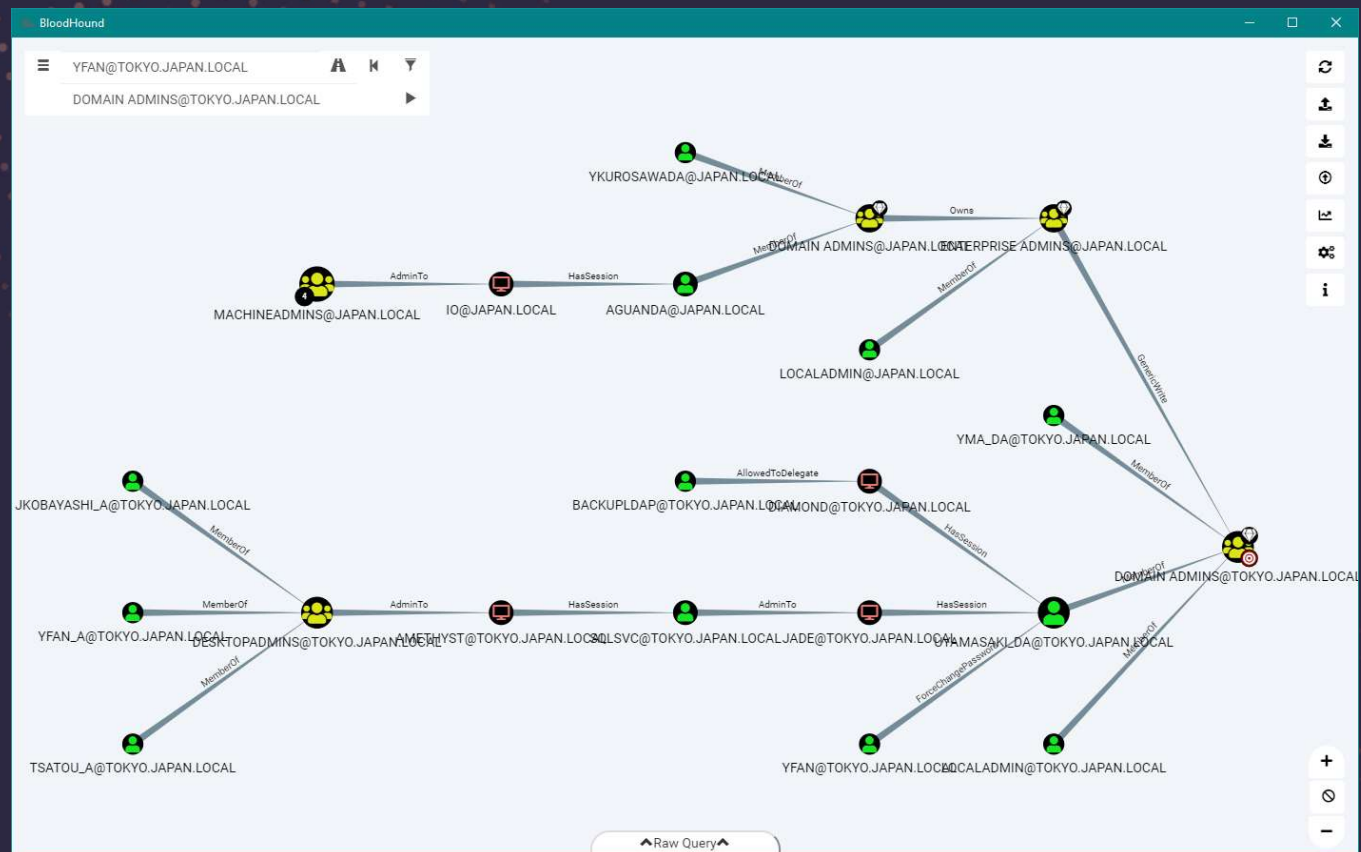 BloodHound
YFAN@TOKYO.JAPAN.LOCAL
DOMAIN ADMINS@TOKYO.JAPAN.LOCAL
YKUROSAWADA@JAPAN.LOCAL
MemberOf
Owns
DOMAIN ADMINS@JAPAN.LOCAL
ENTERPRISE ADMINS@JAPAN.LOCAL
MemberOf
MemberOf
AdminTo
HasSession
4
MACHINEADMINS@JAPAN.LOCAL
IO@JAPAN.LOCAL
AGUANDA@JAPAN.LOCAL
LOCALADMIN@JAPAN.LOCAL
GenericWrite
YMA_DA@TOKYO.JAPAN.LOCAL
MemberOf
AllowedToDelegate
JKOBAYASHI_A@TOKYO.JAPAN.LOCAL
BACKUPLDAP@TOKYO.JAPAN.LOCAL
DIAMOND@TOKYO.JAPAN.LOCAL
MemberOf
HasSession
DOMAIN ADMINS@TOKYO.JAPAN.LOCAL
MemberOf
MemberOf
AdminTo
HasSession
AdminTo
HasSession
YFAN_A@TOKYO.JAPAN.LOCAL
DESKTOPADMINS@TOKYO.JAPAN.LOCAL
AMETHYST@TOKYO.JAPAN.LOCAL
SQLSVC@TOKYO.JAPAN.LOCAL
JADE@TOKYO.JAPAN.LOCAL
UYAMASAKI_DA@TOKYO.JAPAN.LOCAL
MemberOf
ForceChangePassword
MemberOf
TSATOU_A@TOKYO.JAPAN.LOCAL
YFAN@TOKYO.JAPAN.LOCAL
LOCALADMIN@TOKYO.JAPAN.LOCAL
Raw Query